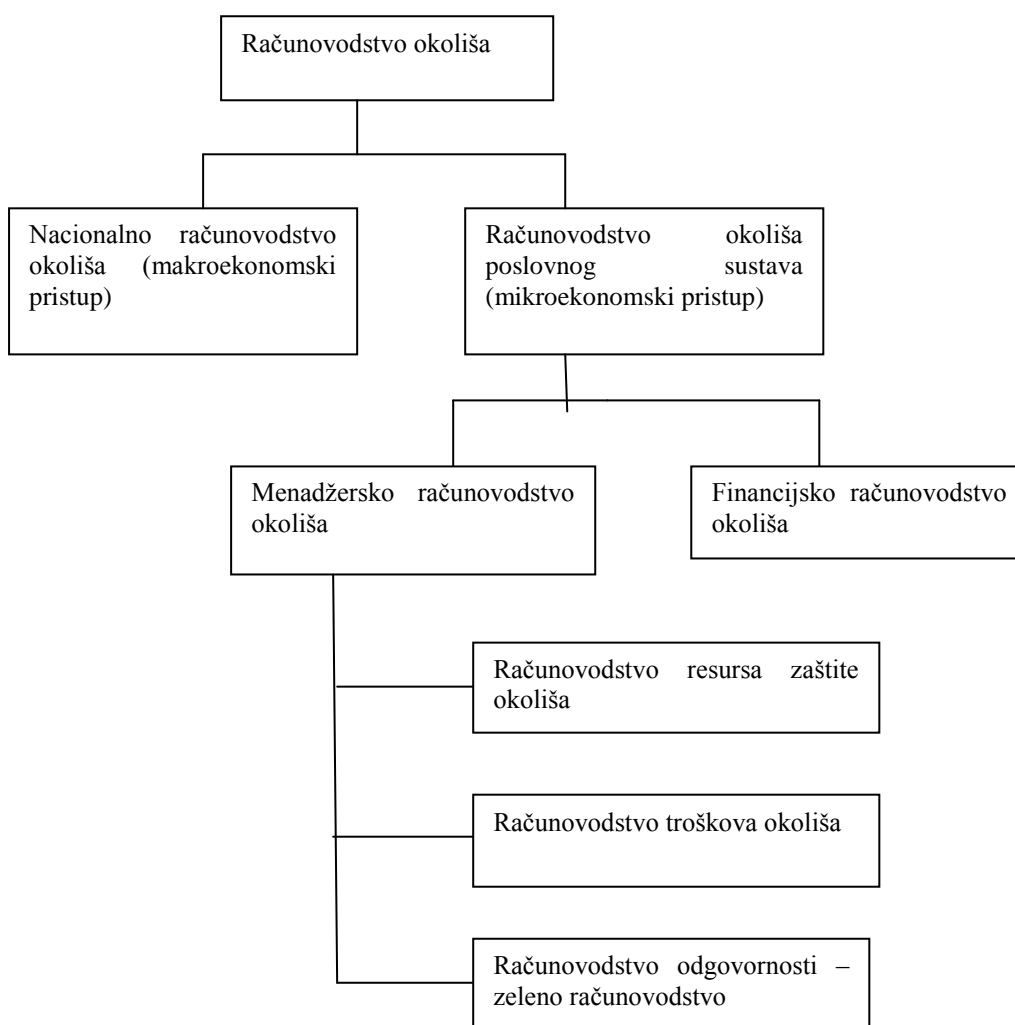 Računovodstvo okoliša
Nacionalno računovodstvo
okoliša (makroekonomski
pristup)
Računovodstvo okoliša
poslovnog sustava
(mikroekonomski pristup)
Menadžersko računovodstvo
okoliša
Financijsko računovodstvo
okoliša
Računovodstvo resursa zaštite
okoliša
Računovodstvo troškova okoliša
Računovodstvo odgovornosti –
zeleno računovodstvo